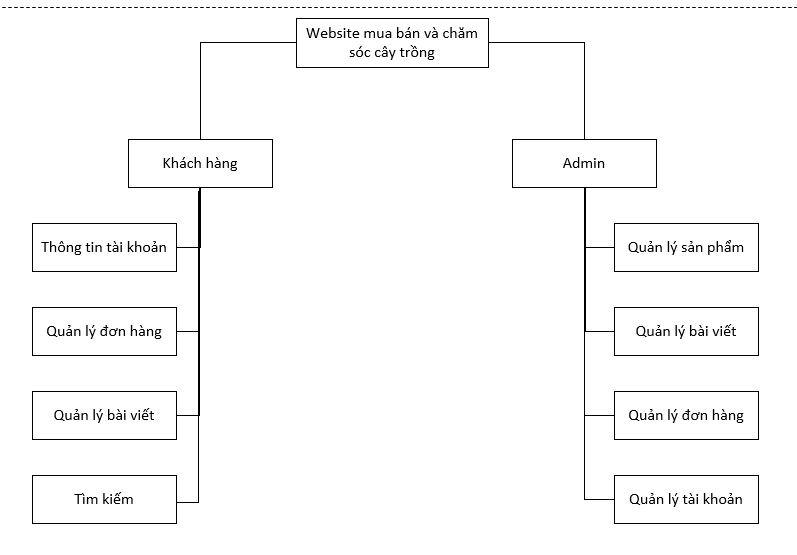 Website mua bán và chăm
sóc cây trồng
Khách hàng
Admin
Thông tin tài khoản
Quản lý sản phẩm
Quản lý đơn hàng
Quản lý bài viết
Quản lý bài viết
Quản lý đơn hàng
Tìm kiếm
Quản lý tài khoản